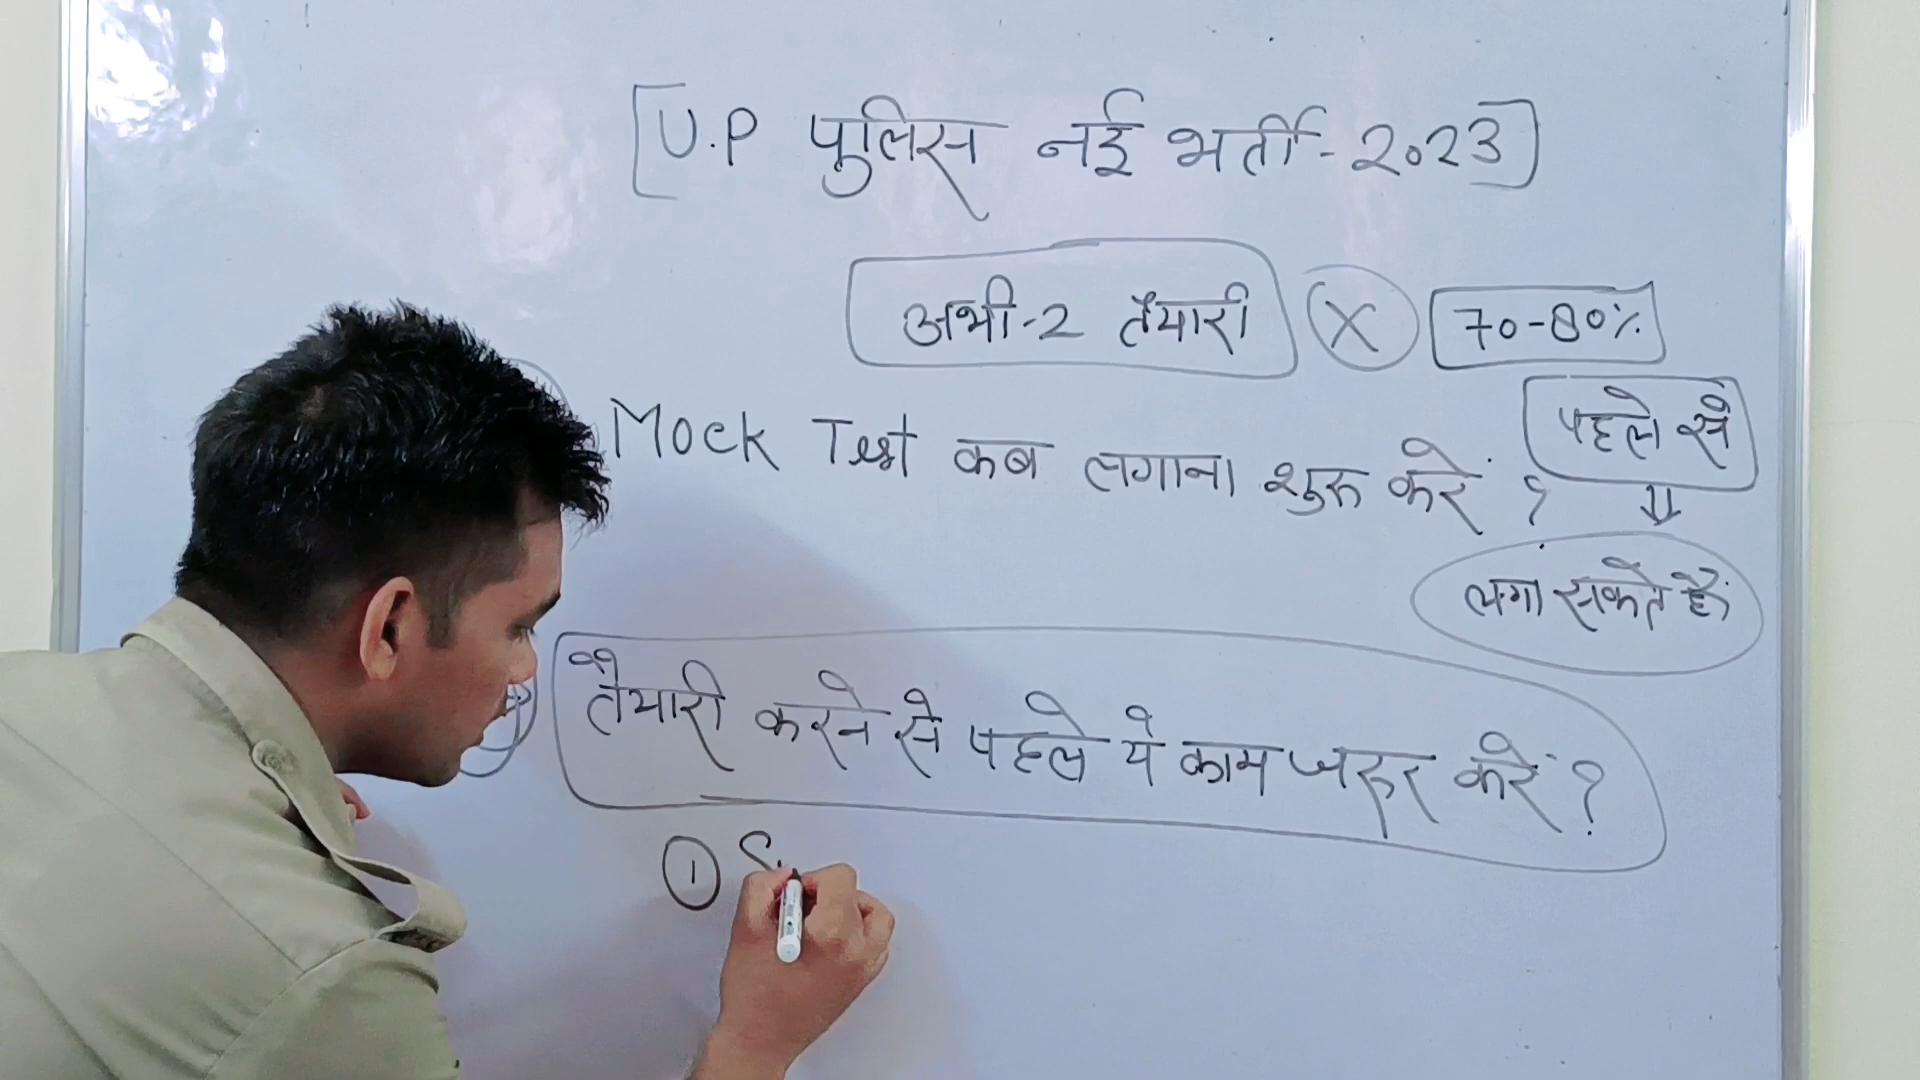 [U.P पुलिस नई भर्ती-2023]
अभी-2 तैयारी X 70-80%
Mock Test कब लगाना शुरू करें ?
पहले से
लगा सकते हैं
तैयारी करने से पहले ये काम जरूर करें ?
① S